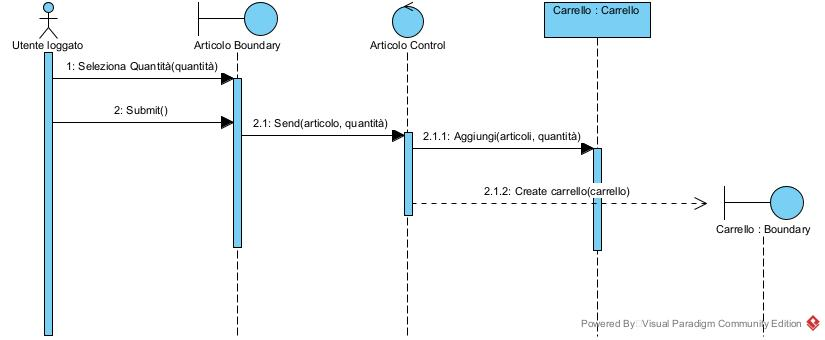 Utente loggato
Articolo Boundary
Articolo Control
Carrello : Carrello
1: Seleziona Quantità(quantità)
2: Submit()
2.1: Send(articolo, quantità)
2.1.1: Aggiungi(articoli, quantità)
2.1.2: Create carrello(carrello)
Carrello : Boundary
Powered By Visual Paradigm Community Edition